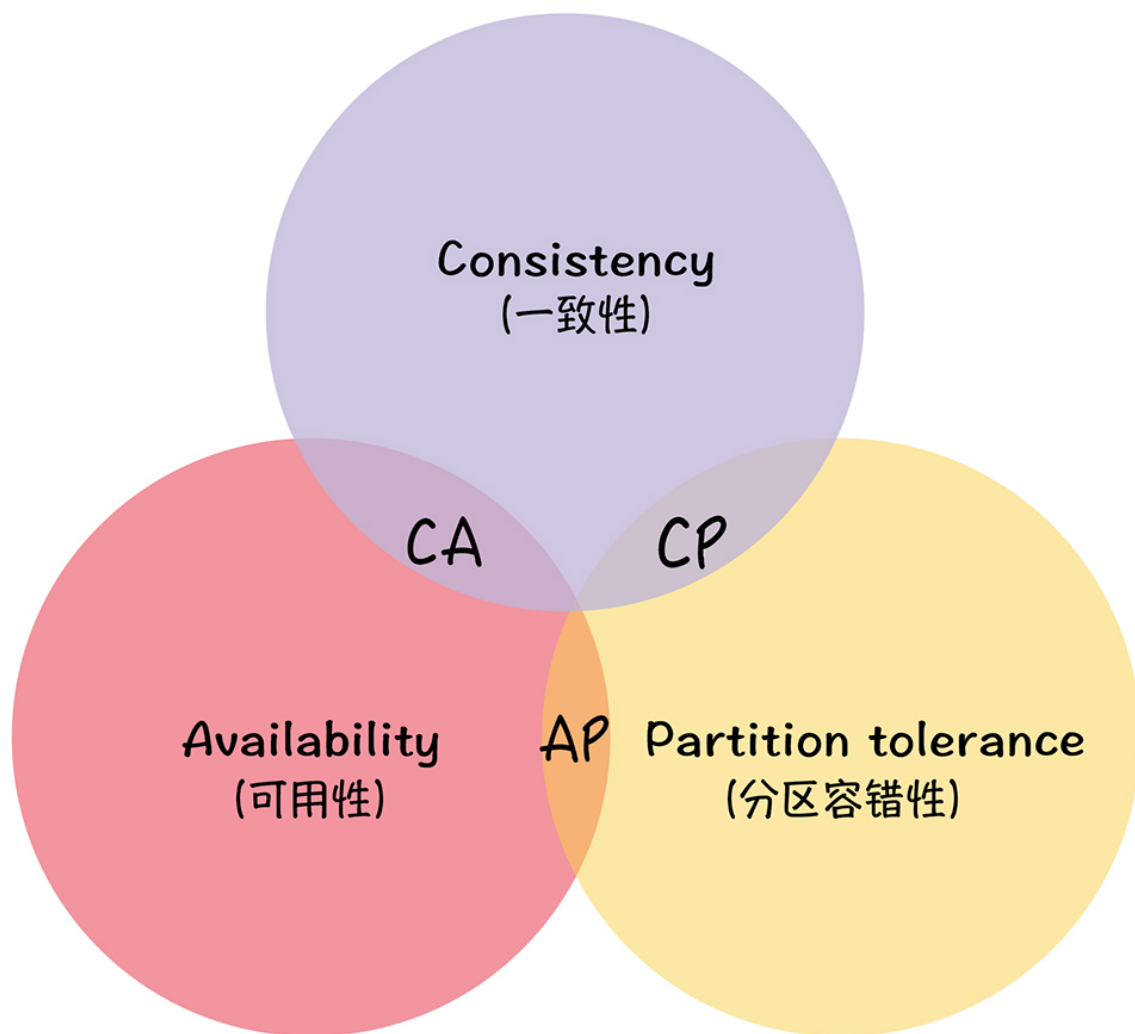 Consistency
(一致性)
CA
CP
Availability
(可用性)
AP
Partition tolerance
(分区容错性)